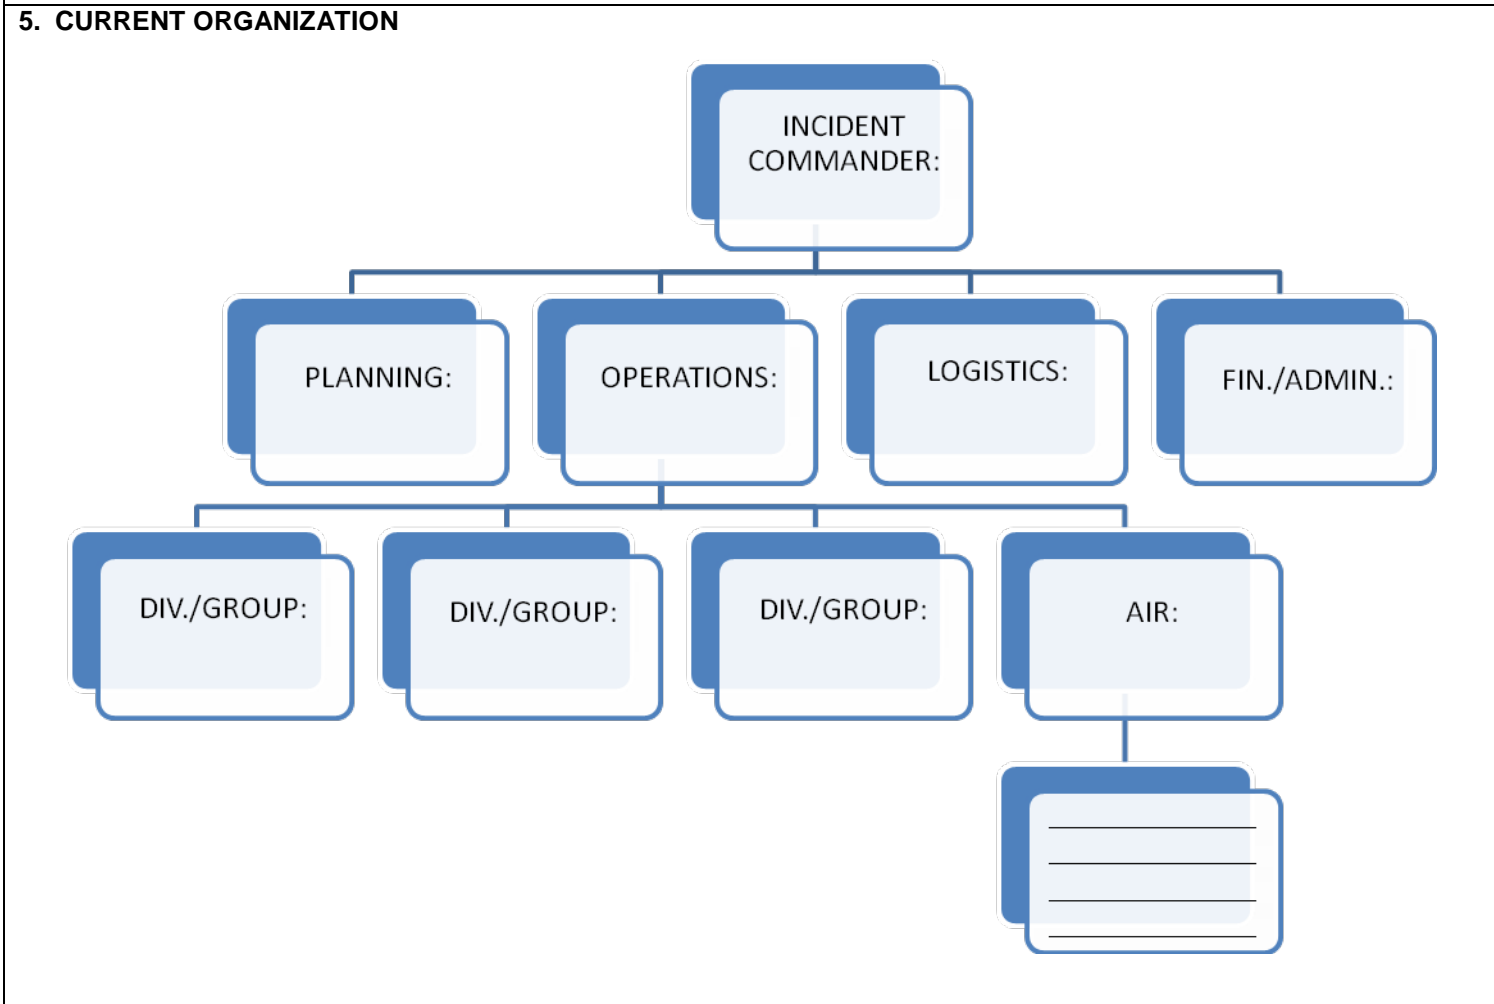 5. CURRENT ORGANIZATION
INCIDENT
COMMANDER:
PLANNING:
OPERATIONS:
LOGISTICS:
FIN./ADMIN.:
DIV./GROUP:
DIV./GROUP:
DIV./GROUP:
AIR: